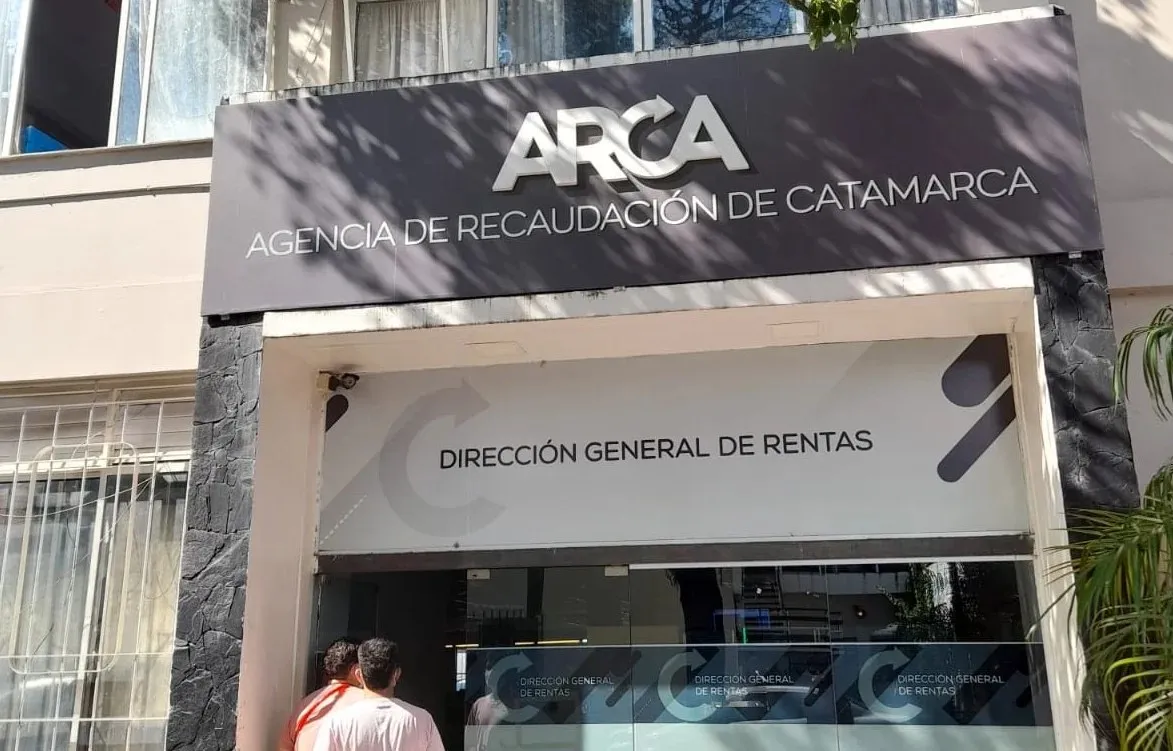 ARCA
AGENCIA DE RECAUDACIÓN DE CATAMARCA
DIRECCIÓN GENERAL DE RENTAS
DIRECCIÓN GENERAL
DE RENTAS
DIRECCIÓN GENERAL
DE RENTAS
DIRECCIÓN GENERAL
DE RENTAS